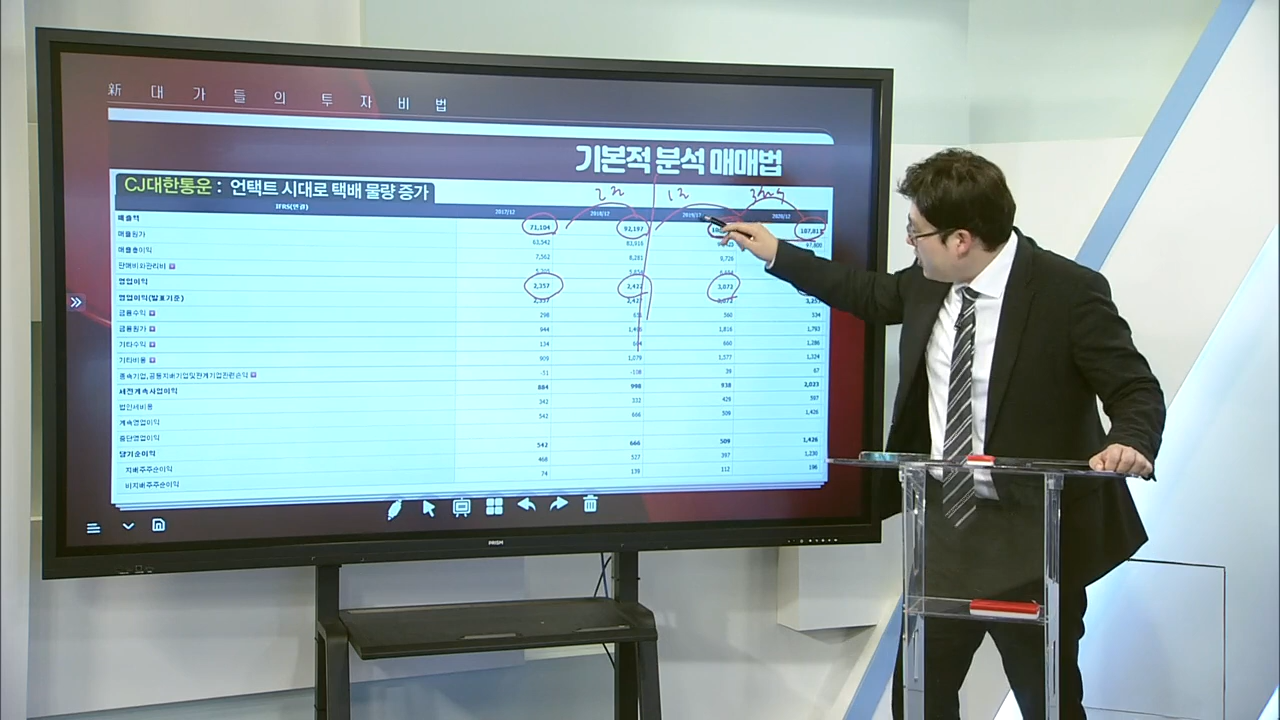 新 대 가 들 의 투 자 비 법
기본적 분석 매매법
CJ대한통운 : 언택트 시대로 택배 물량 증가
IFRS(연결) 2017/12 2018/12 2019/12 2020/12
매출액 71,104 92,197
매출원가 63,542 83,916 97,800
매출총이익 7,562 8,281 9,726
판매비와관리비
영업이익 2,357 3,073
영업이익(발표기준)
금융수익 298 560 534
금융원가 944 1,816 1,793
기타수익 134 604 660 1,286
기타비용 909 1,079 1,577 1,324
종속기업,공동지배기업및관계기업관련손익 -51 -108 39 67
세전계속사업이익 884 998 938 2,023
법인세비용 342 332 429 597
계속영업이익 542 666 509 1,426
중단영업이익
당기순이익 542 666 509 1,426
지배주주순이익 468 527 397 1,230
비지배주주순이익 74 139 112 196
PRISM